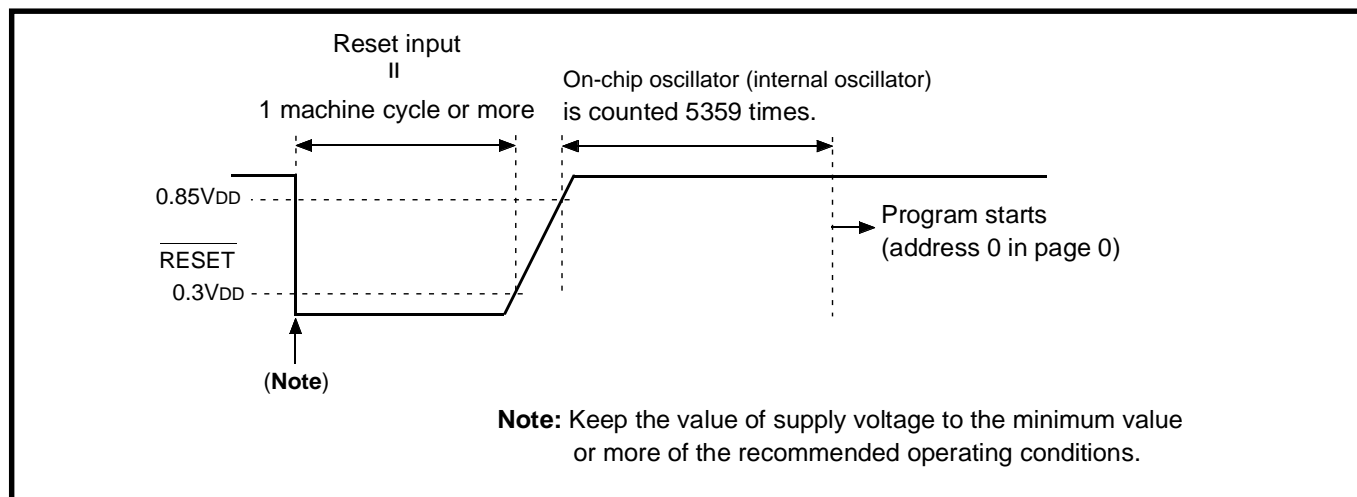 Reset input
=
1 machine cycle or more
On-chip oscillator (internal oscillator)
is counted 5359 times.
0.85VDD
Program starts
(address 0 in page 0)
RESET
0.3VDD
(Note)
Note: Keep the value of supply voltage to the minimum value
or more of the recommended operating conditions.